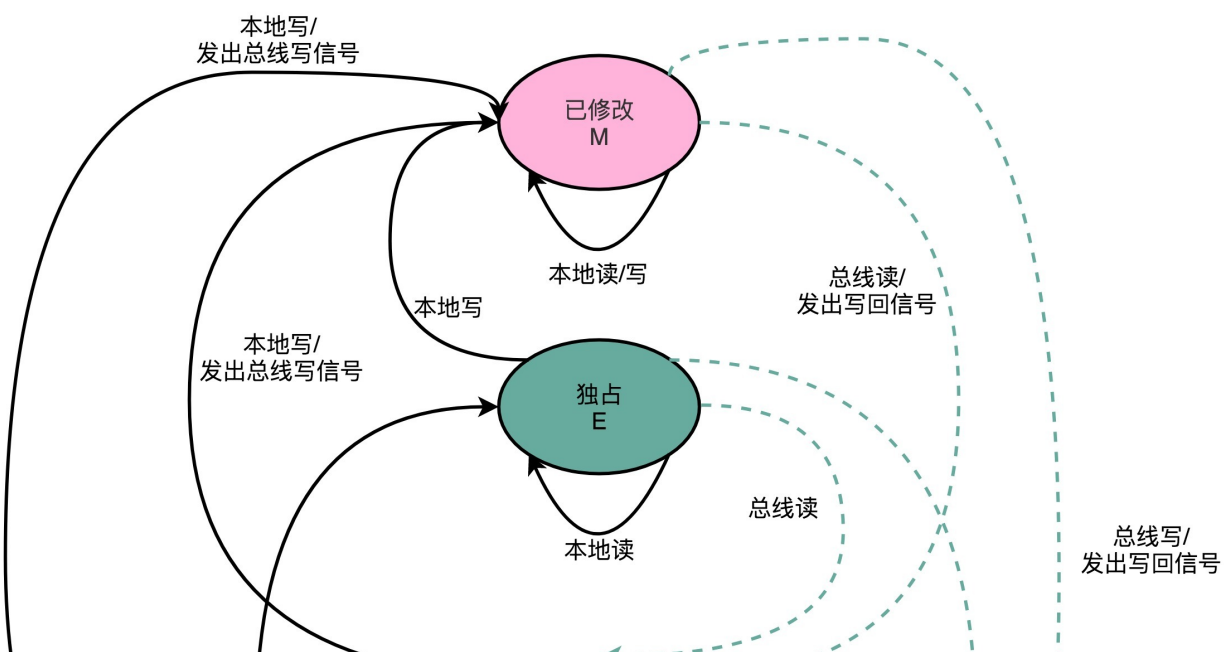 本地写/
发出总线写信号
已修改
M
本地读/写
总线读/
发出写回信号
本地写
本地写/
发出总线写信号
独占
E
总线读
本地读
总线写/
发出写回信号